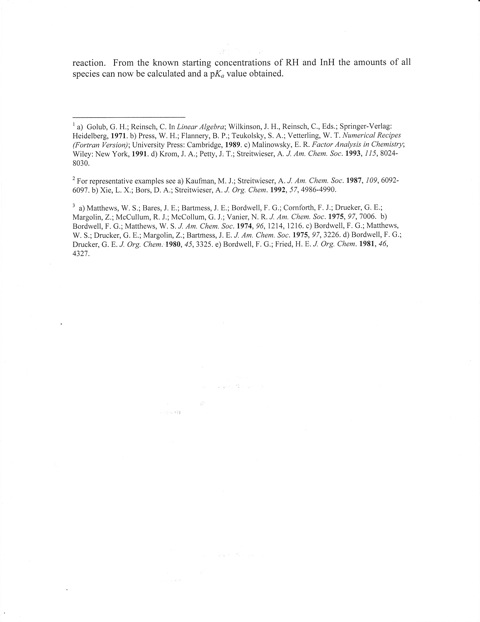 reaction. From the known starting concentrations of RH and InH the amounts of all
species can now be calculated and a pKa value obtained.
1 a) Golub, G. H.; Reinsch, C. In Linear Algebra; Wilkinson, J. H., Reinsch, C., Eds.; Springer-Verlag:
Heidelberg, 1971. b) Press, W. H.; Flannery, B. P.; Teukolsky, S. A.; Vetterling, W. T. Numerical Recipes
(Fortran Version); University Press: Cambridge, 1989. c) Malinowsky, E. R. Factor Analysis in Chemistry;
Wiley: New York, 1991. d) Krom, J. A.; Petty, J. T.; Streitwieser, A. J. Am. Chem. Soc. 1993, 115, 8024-
8030.
2 For representative examples see a) Kaufman, M. J.; Streitwieser, A. J. Am. Chem. Soc. 1987, 109, 6092-
6097. b) Xie, L. X.; Bors, D. A.; Streitwieser, A. J. Org. Chem. 1992, 57, 4986-4990.
3 a) Matthews, W. S.; Bares, J. E.; Bartmess, J. E.; Bordwell, F. G.; Cornforth, F. J.; Drucker, G. E.;
Margolin, Z.; McCullum, R. J.; McCollum, G. J.; Vanier, N. R. J. Am. Chem. Soc. 1975, 97, 7006. b)
Bordwell, F. G.; Matthews, W. S. J. Am. Chem. Soc. 1974, 96, 1214, 1216. c) Bordwell, F. G.; Matthews,
W. S.; Drucker, G. E.; Margolin, Z.; Bartmess, J. E. J. Am. Chem. Soc. 1975, 97, 3226. d) Bordwell, F. G.;
Drucker, G. E. J. Org. Chem. 1980, 45, 3325. e) Bordwell, F. G.; Fried, H. E. J. Org. Chem. 1981, 46,
4327.